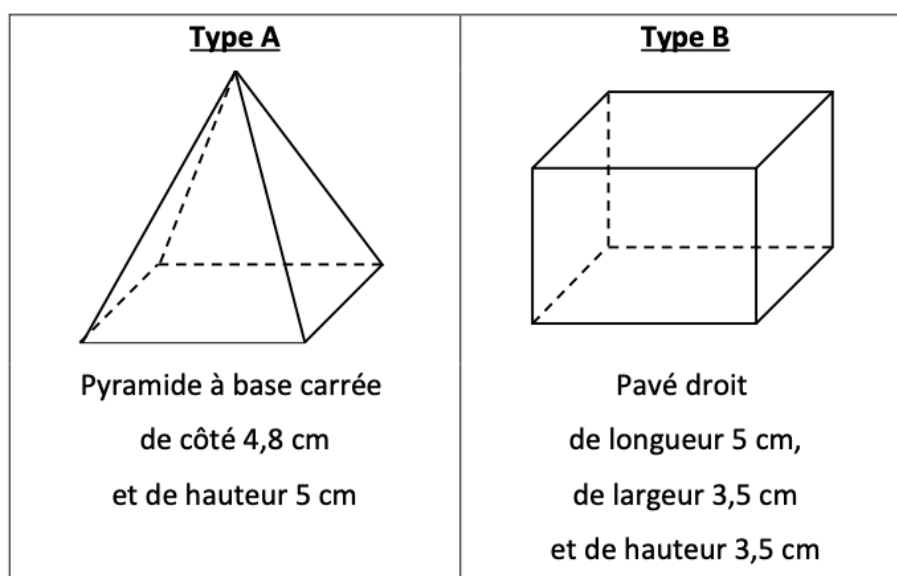 Type A
Pyramide à base carrée
de côté 4,8 cm
et de hauteur 5 cm
Type B
Pavé droit
de longueur 5 cm,
de largeur 3,5 cm
et de hauteur 3,5 cm